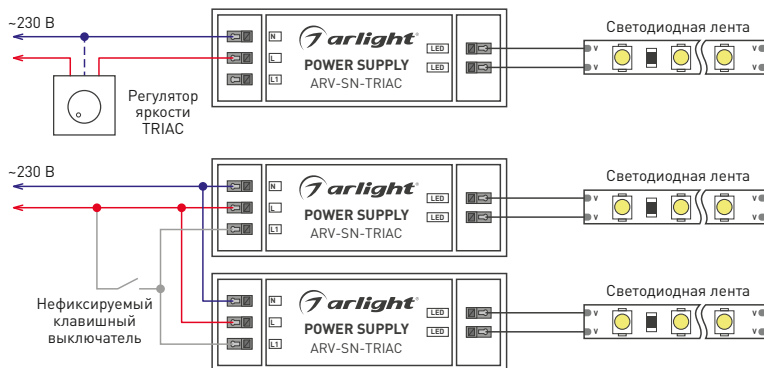 ~230 В
N
L
L1
arlight®
POWER SUPPLY
ARV-SN-TRIAC
LED
LED
Светодиодная лента
V
V
V
V
Регулятор
яркости
TRIAC
~230 В
N
L
L1
arlight®
POWER SUPPLY
ARV-SN-TRIAC
LED
LED
Светодиодная лента
V
V
V
V
Нефиксируемый
клавишный
выключатель
N
L
L1
arlight®
POWER SUPPLY
ARV-SN-TRIAC
LED
LED
Светодиодная лента
V
V
V
V